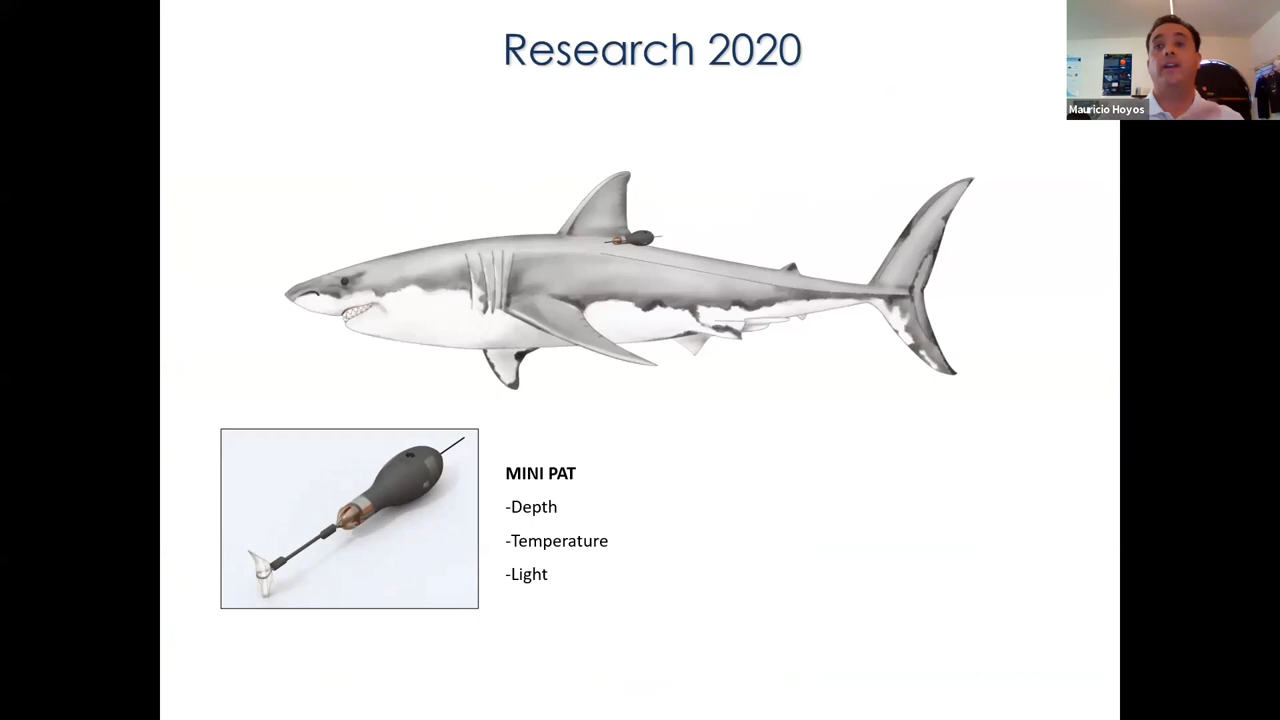 Research 2020
Mauricio Hoyos
MINI PAT
-Depth
-Temperature
-Light